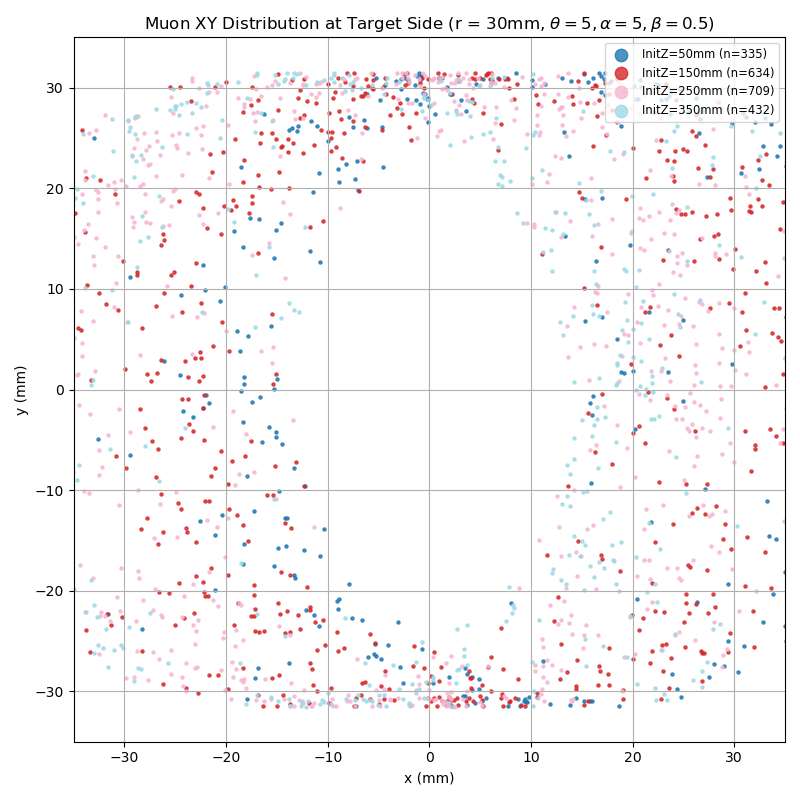 Muon XY Distribution at Target Side (r = 30mm, θ = 5, α = 5, β = 0.5)
InitZ=50mm (n=335)
InitZ=150mm (n=634)
InitZ=250mm (n=709)
InitZ=350mm (n=432)
30
20
10
0
−10
−20
−30
y (mm)
−30 −20 −10 0 10 20 30
x (mm)